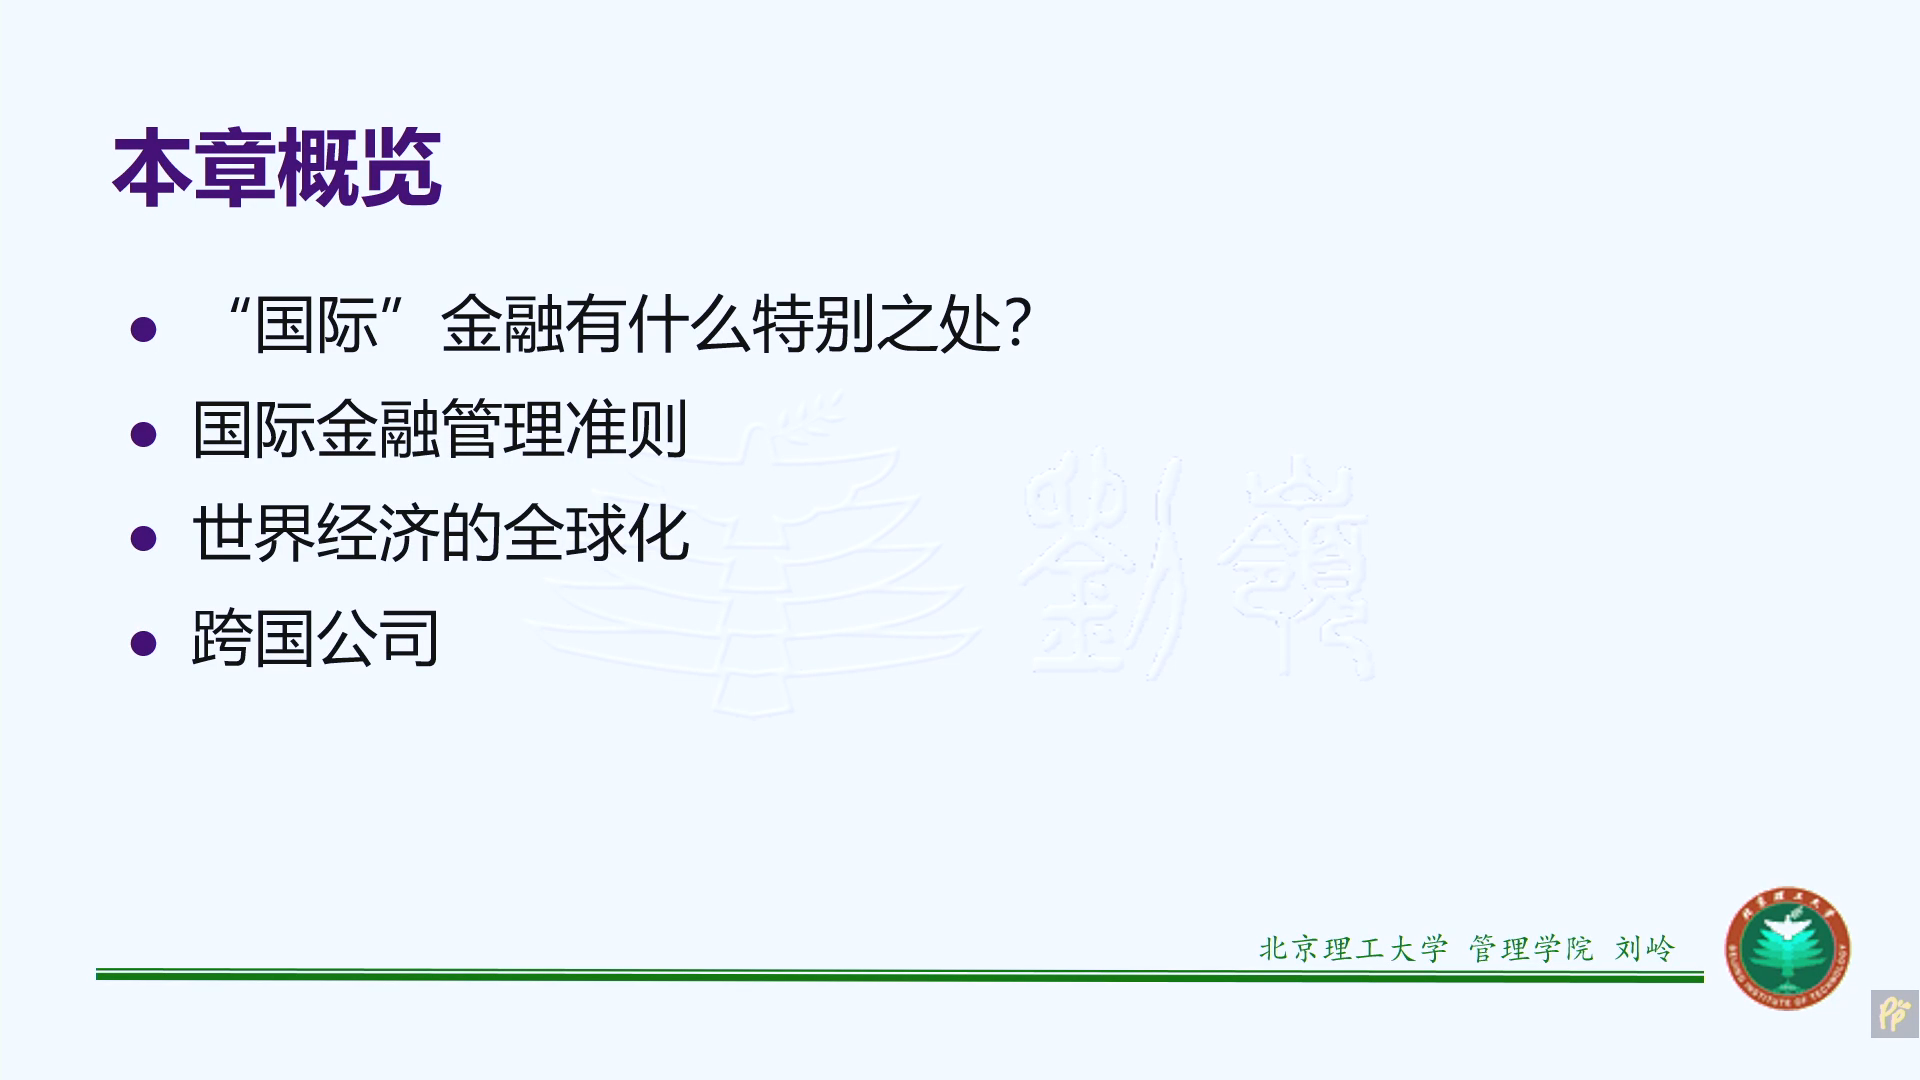 本章概览
“国际”金融有什么特别之处？
国际金融管理准则
世界经济的全球化
跨国公司
劉嶺
北京理工大学 管理学院 刘岭
北京理工大学
BEIJING INSTITUTE OF TECHNOLOGY
Pp